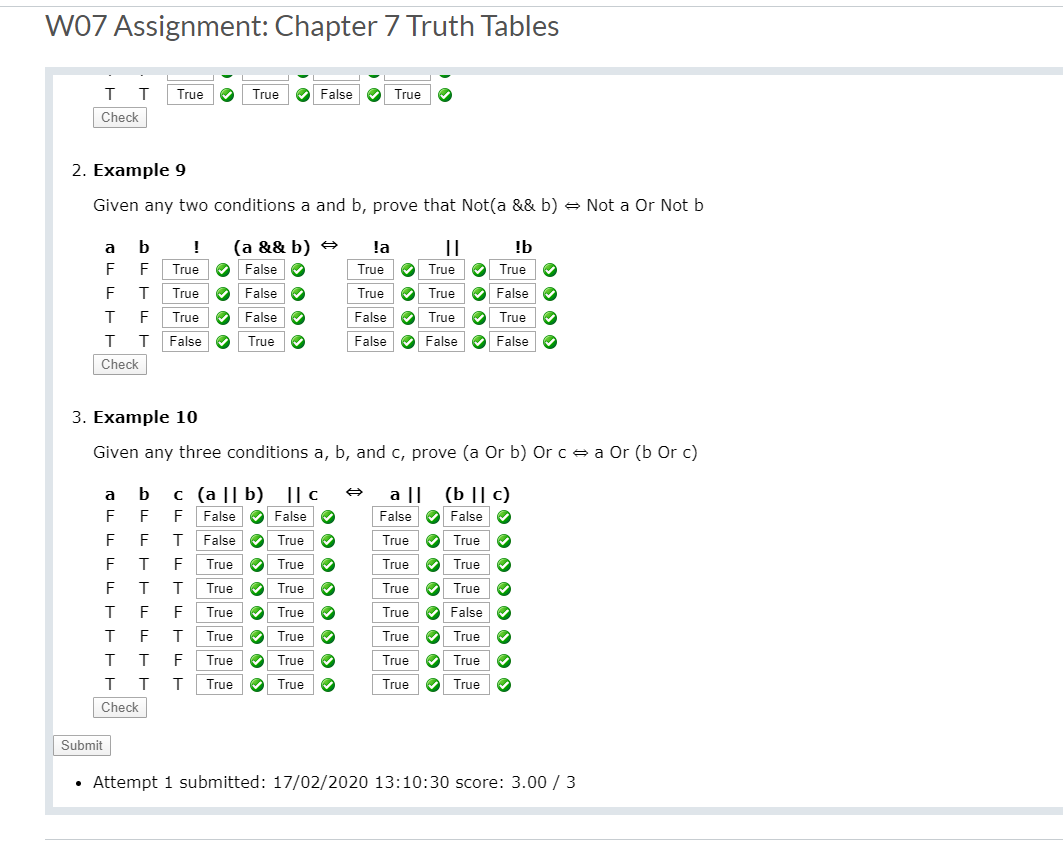 W07 Assignment: Chapter 7 Truth Tables
T T True True False True
Check
2. Example 9
Given any two conditions a and b, prove that Not(a && b) ⇔ Not a Or Not b
a b ! (a && b) ⇔ !a || !b
F F True False True True True
F T True False True True False
T F True False False True True
T T False True False False False
Check
3. Example 10
Given any three conditions a, b, and c, prove (a Or b) Or c ⇔ a Or (b Or c)
a b c (a || b) || c ⇔ a || (b || c)
F F F False False False False
F F T False True True True
F T F True True True True
F T T True True True True
T F F True True True False
T F T True True True True
T T F True True True True
T T T True True True True
Check
Submit
• Attempt 1 submitted: 17/02/2020 13:10:30 score: 3.00 / 3